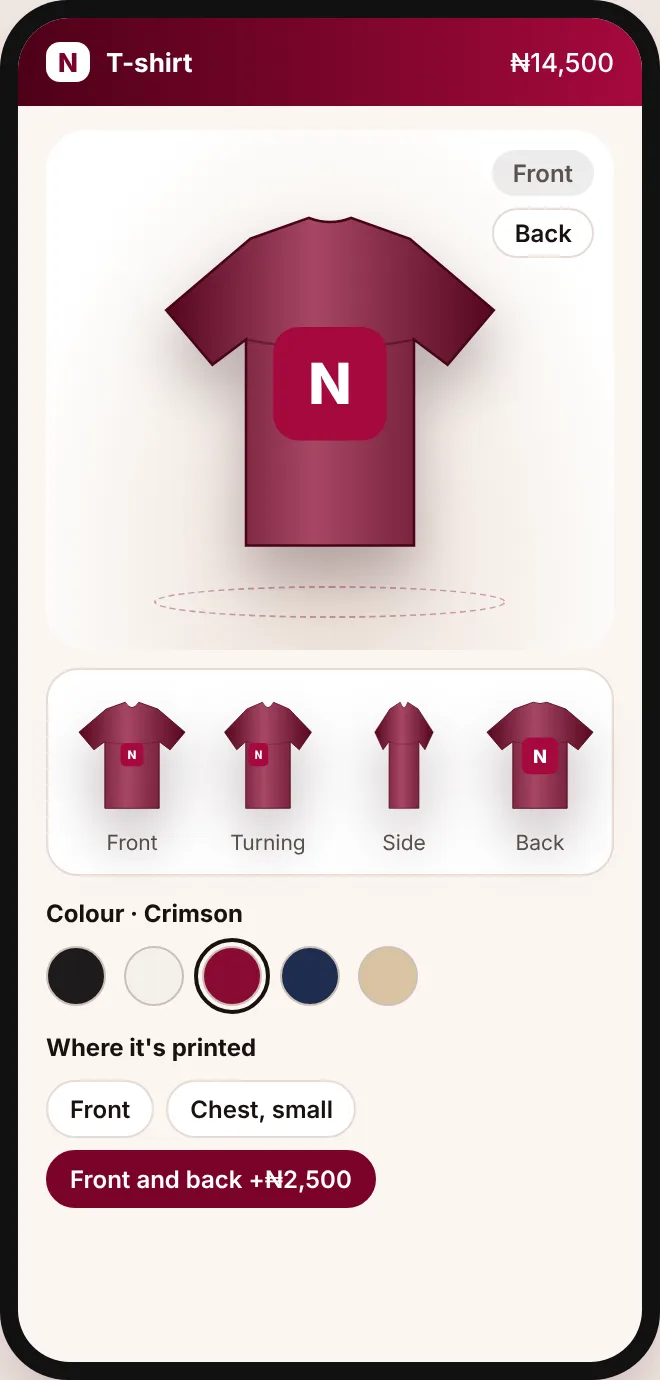 N T-shirt ₦14,500
Front
Back
N
N N N
Front Turning Side Back
Colour · Crimson
Where it's printed
Front Chest, small
Front and back +₦2,500